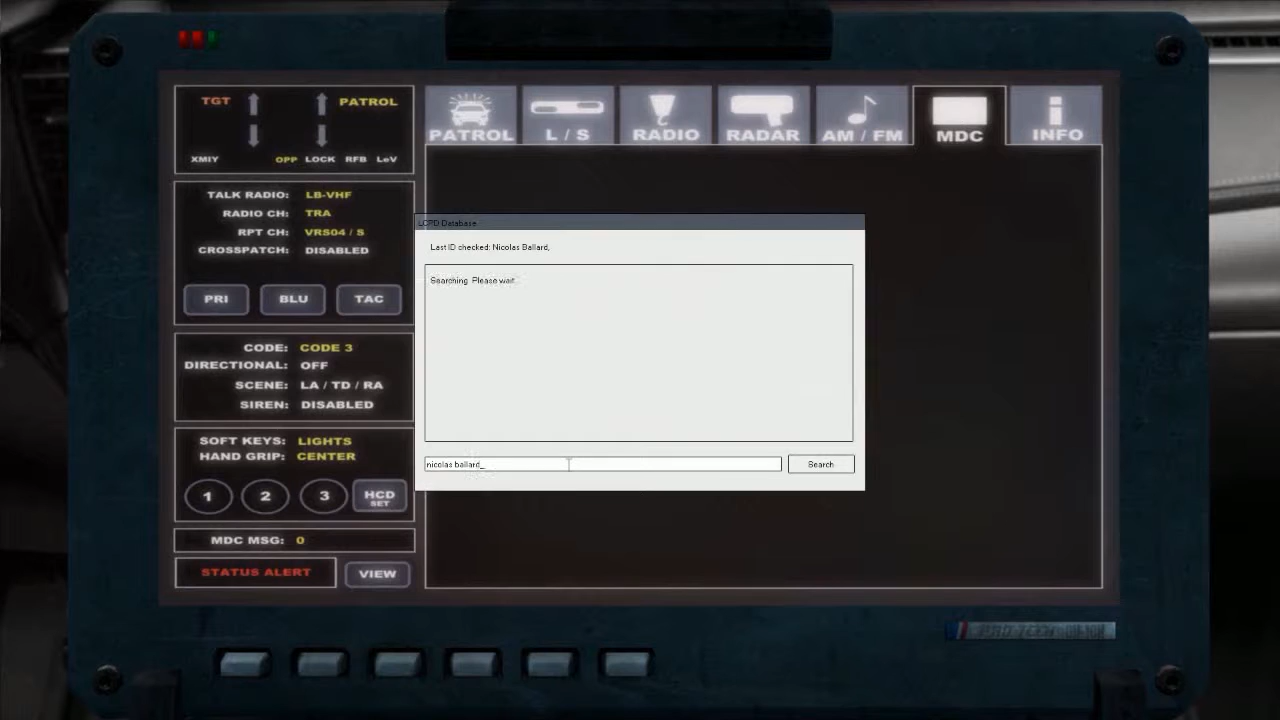 TGT PATROL
XMIY OPP LOCK RFB LeV
TALK RADIO: LB-VHF
RADIO CH: TRA
RPT CH: VRS04 / S
CROSSPATCH: DISABLED
PRI BLU TAC
CODE: CODE 3
DIRECTIONAL: OFF
SCENE: LA / TD / RA
SIREN: DISABLED
SOFT KEYS: LIGHTS
HAND GRIP: CENTER
1 2 3 HCD
SET
MDC MSG: 0
STATUS ALERT VIEW
PATROL L / S RADIO RADAR AM / FM MDC INFO
LCPD Database
Last ID checked: Nicolas Ballard,
Searching. Please wait...
nicolas ballard_ Search